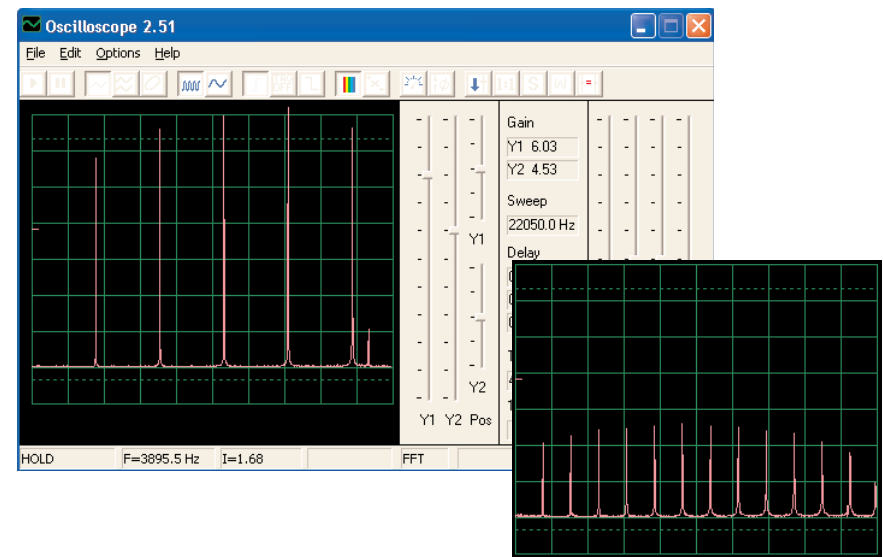 Oscilloscope 2.51
File Edit Options Help
Gain
Y1 6.03
Y2 4.53
Sweep
22050.0 Hz
Y1
Delay
Y2
Y1 Y2 Pos
HOLD F=3895.5 Hz I=1.68 FFT